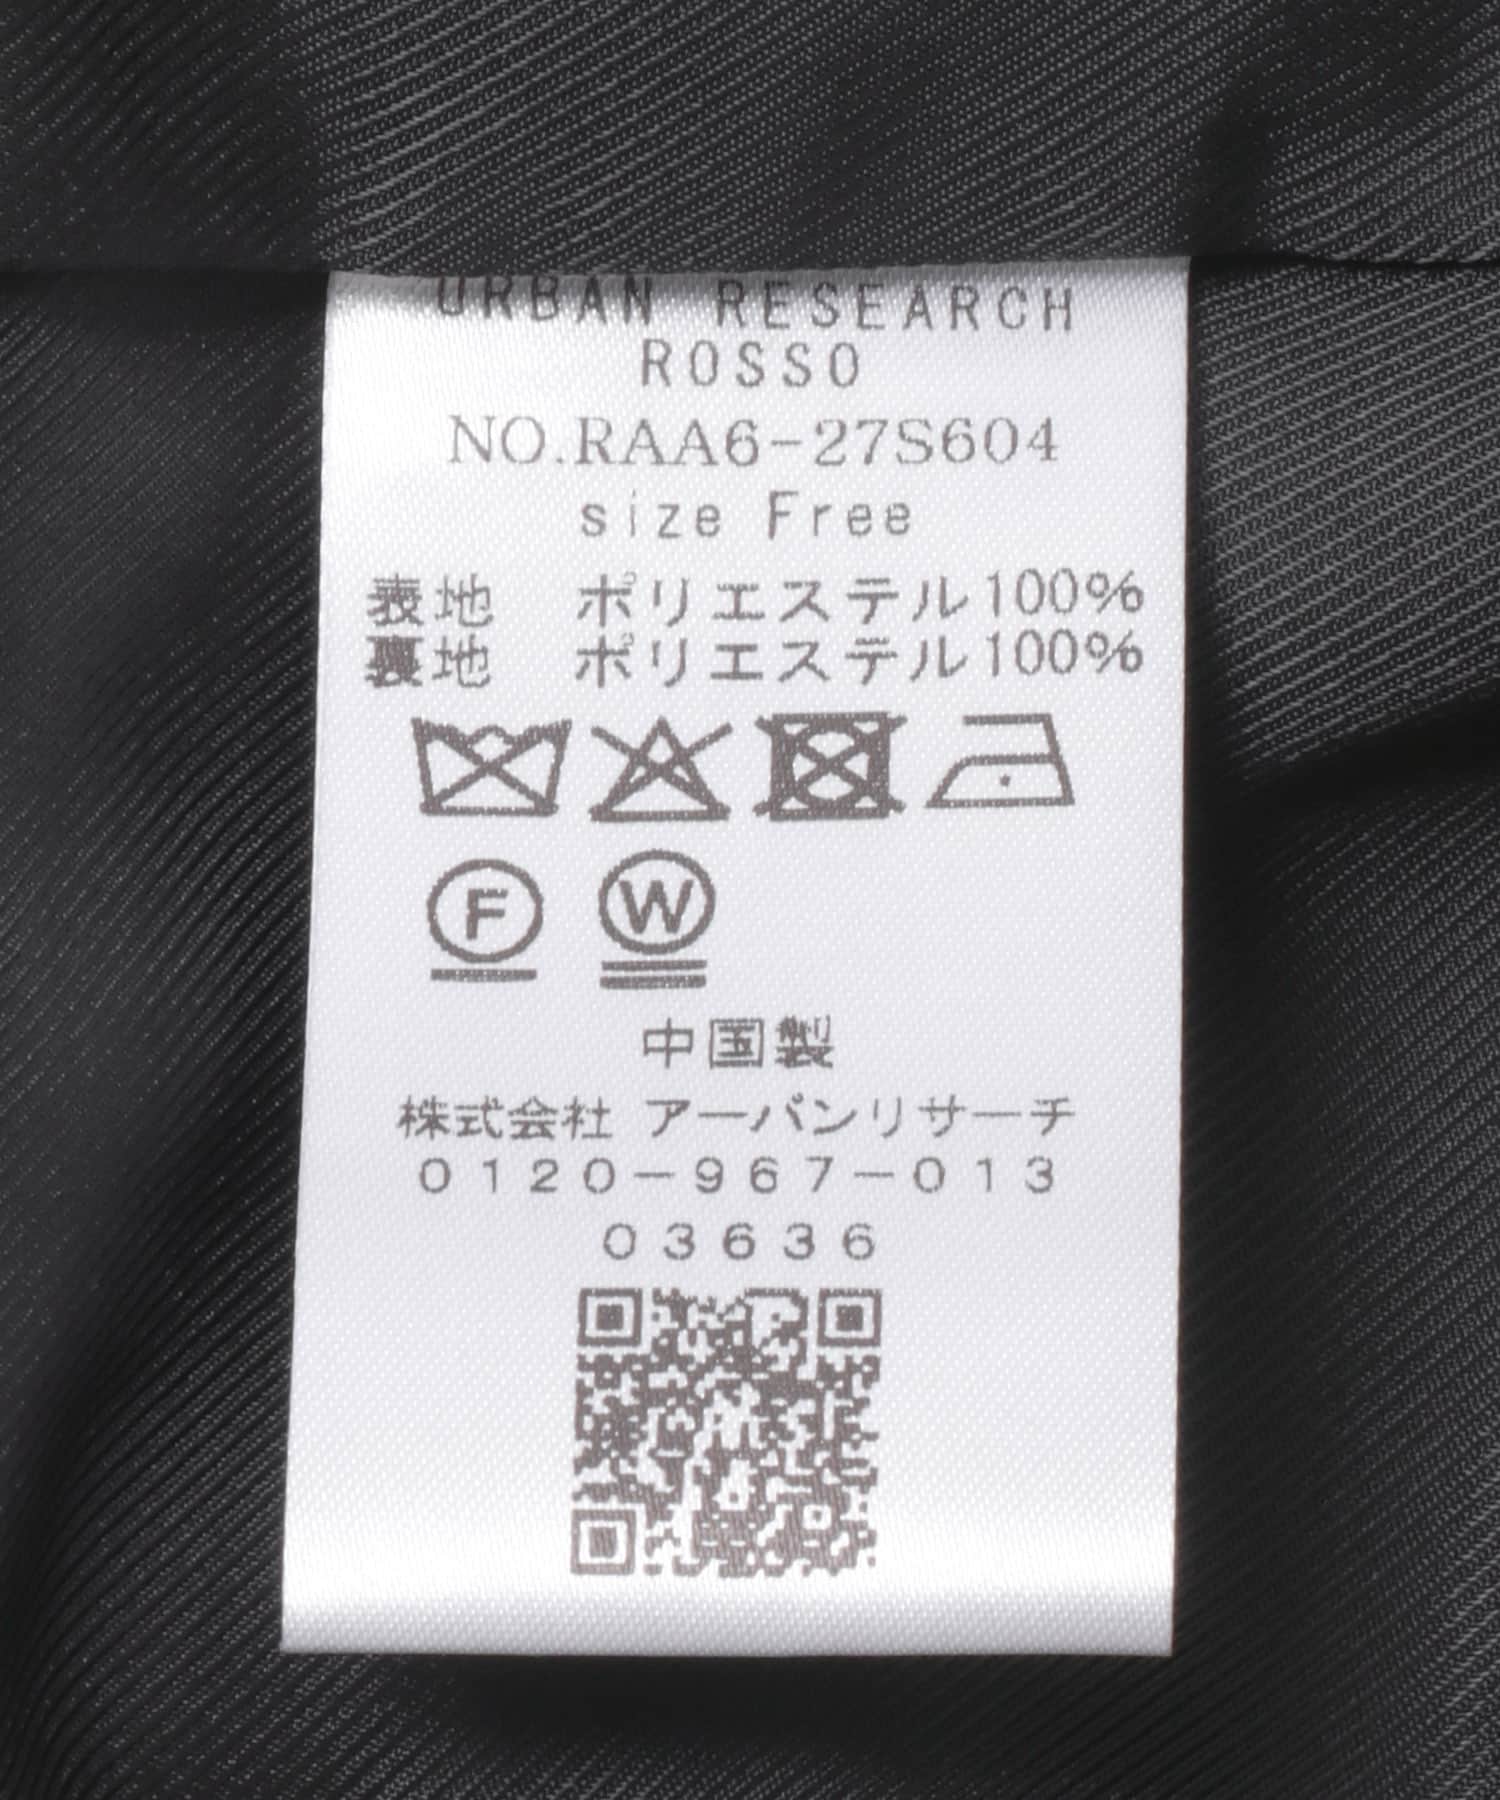 URBAN RESEARCH
ROSSO
NO.RAA6-27S604
size Free
表地 ポリエステル100%
裏地 ポリエステル100%
F W
中国製
株式会社 アーバンリサーチ
0120-967-013
03636